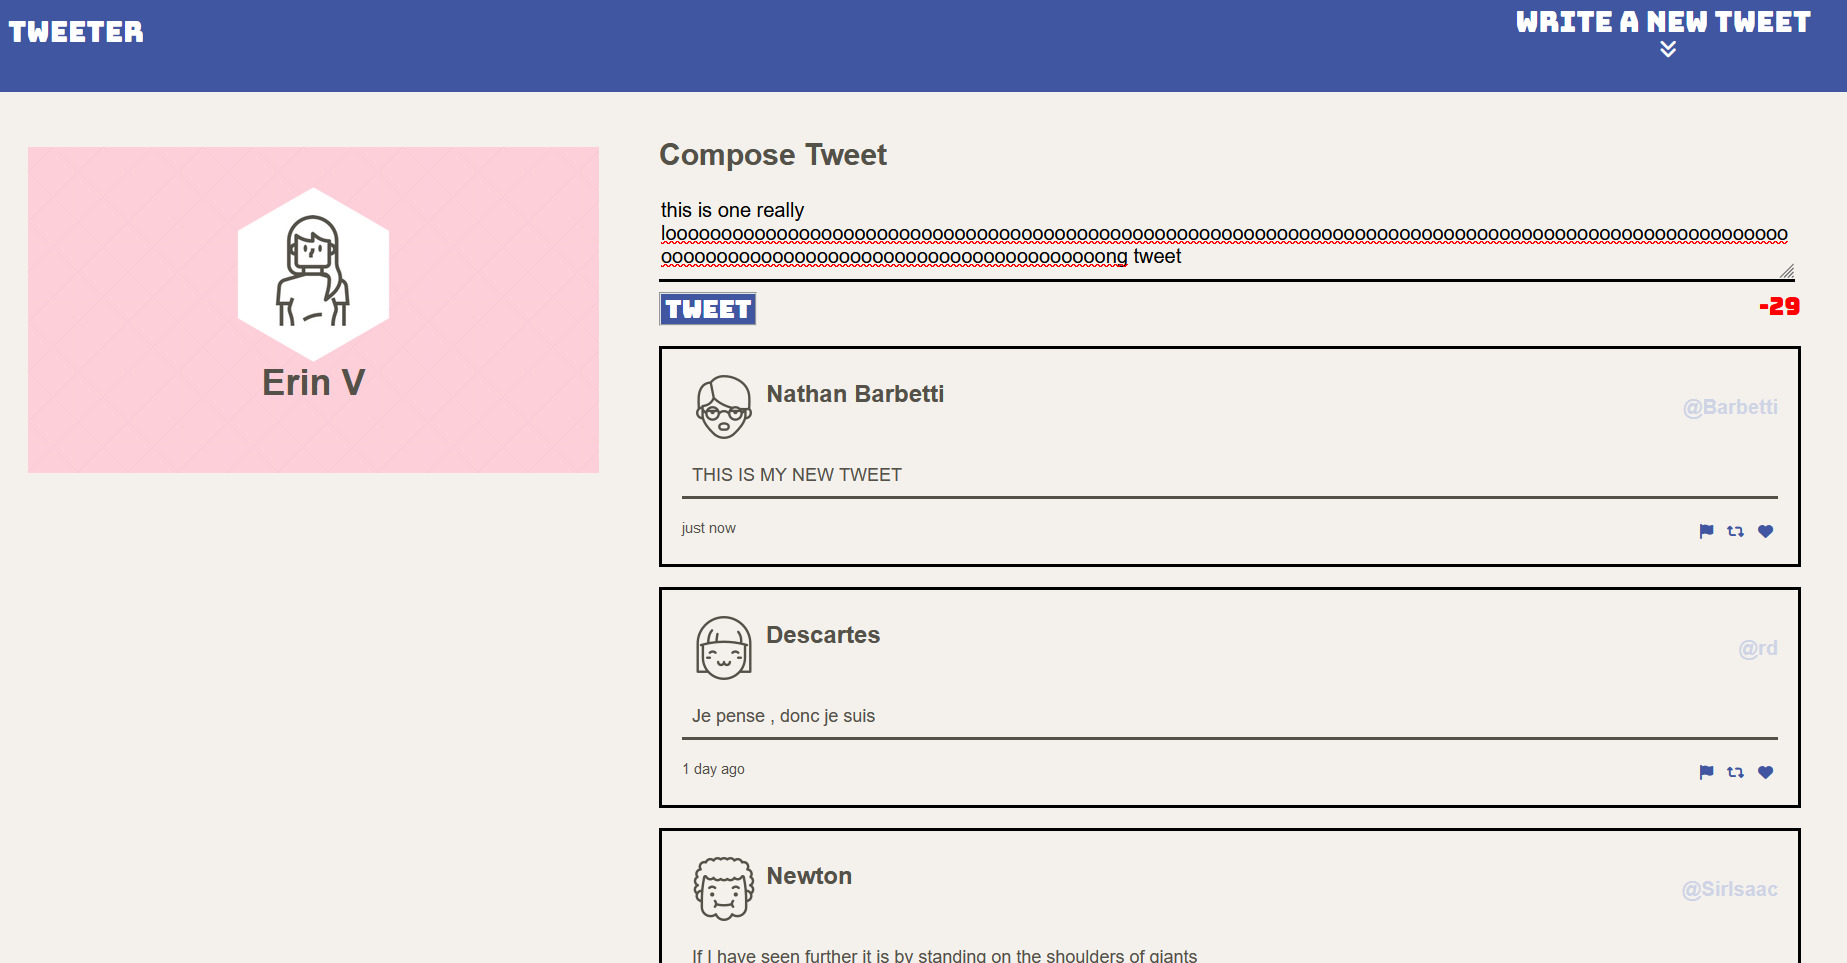 TWEETER
WRITE A NEW TWEET
Erin V
Compose Tweet
this is one really
looooooooooooooooooooooooooooooooooooooooooooooooooooooooooooooooooooooooooooooooooooooooooooooooooooo
oooooooooooooooooooooooooooooooooooooooong tweet
TWEET
-29
Nathan Barbetti
@Barbetti
THIS IS MY NEW TWEET
just now
Descartes
@rd
Je pense , donc je suis
1 day ago
Newton
@SirIsaac
If I have seen further it is by standing on the shoulders of giants